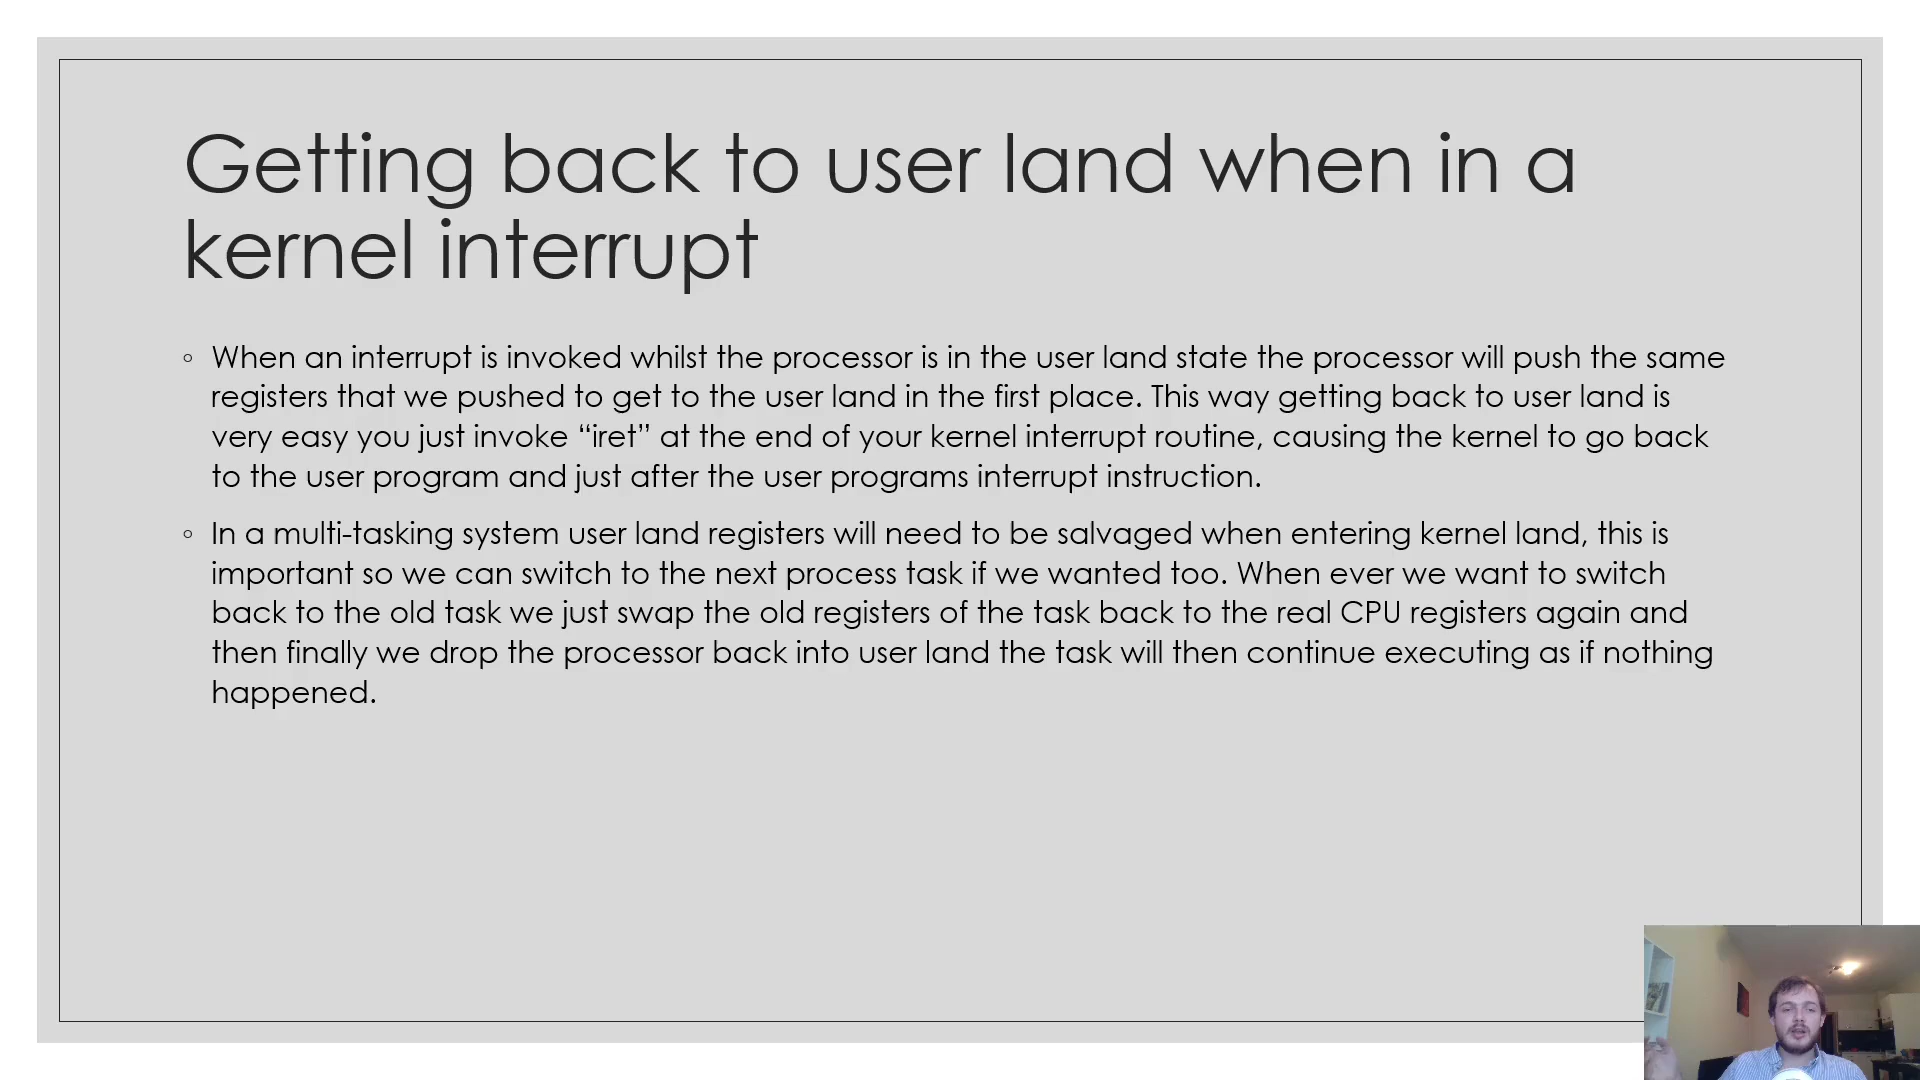 Getting back to user land when in a
kernel interrupt
◦ When an interrupt is invoked whilst the processor is in the user land state the processor will push the same
registers that we pushed to get to the user land in the first place. This way getting back to user land is
very easy you just invoke “iret” at the end of your kernel interrupt routine, causing the kernel to go back
to the user program and just after the user programs interrupt instruction.
◦ In a multi-tasking system user land registers will need to be salvaged when entering kernel land, this is
important so we can switch to the next process task if we wanted too. When ever we want to switch
back to the old task we just swap the old registers of the task back to the real CPU registers again and
then finally we drop the processor back into user land the task will then continue executing as if nothing
happened.